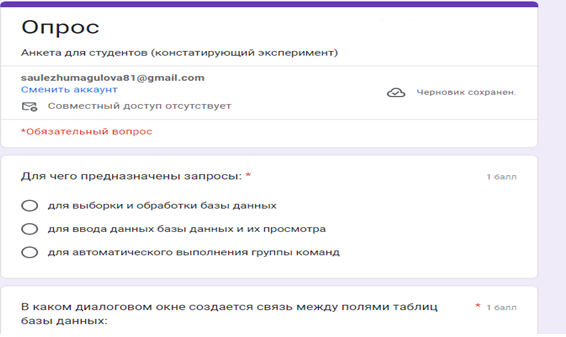 Опрос
Анкета для студентов (констатирующий эксперимент)
saulezhumagulova81@gmail.com
Сменить аккаунт
Черновик сохранен.
Совместный доступ отсутствует
*Обязательный вопрос
Для чего предназначены запросы: * 1 балл
для выборки и обработки базы данных
для ввода данных базы данных и их просмотра
для автоматического выполнения группы команд
В каком диалоговом окне создается связь между полями таблиц * 1 балл
базы данных: